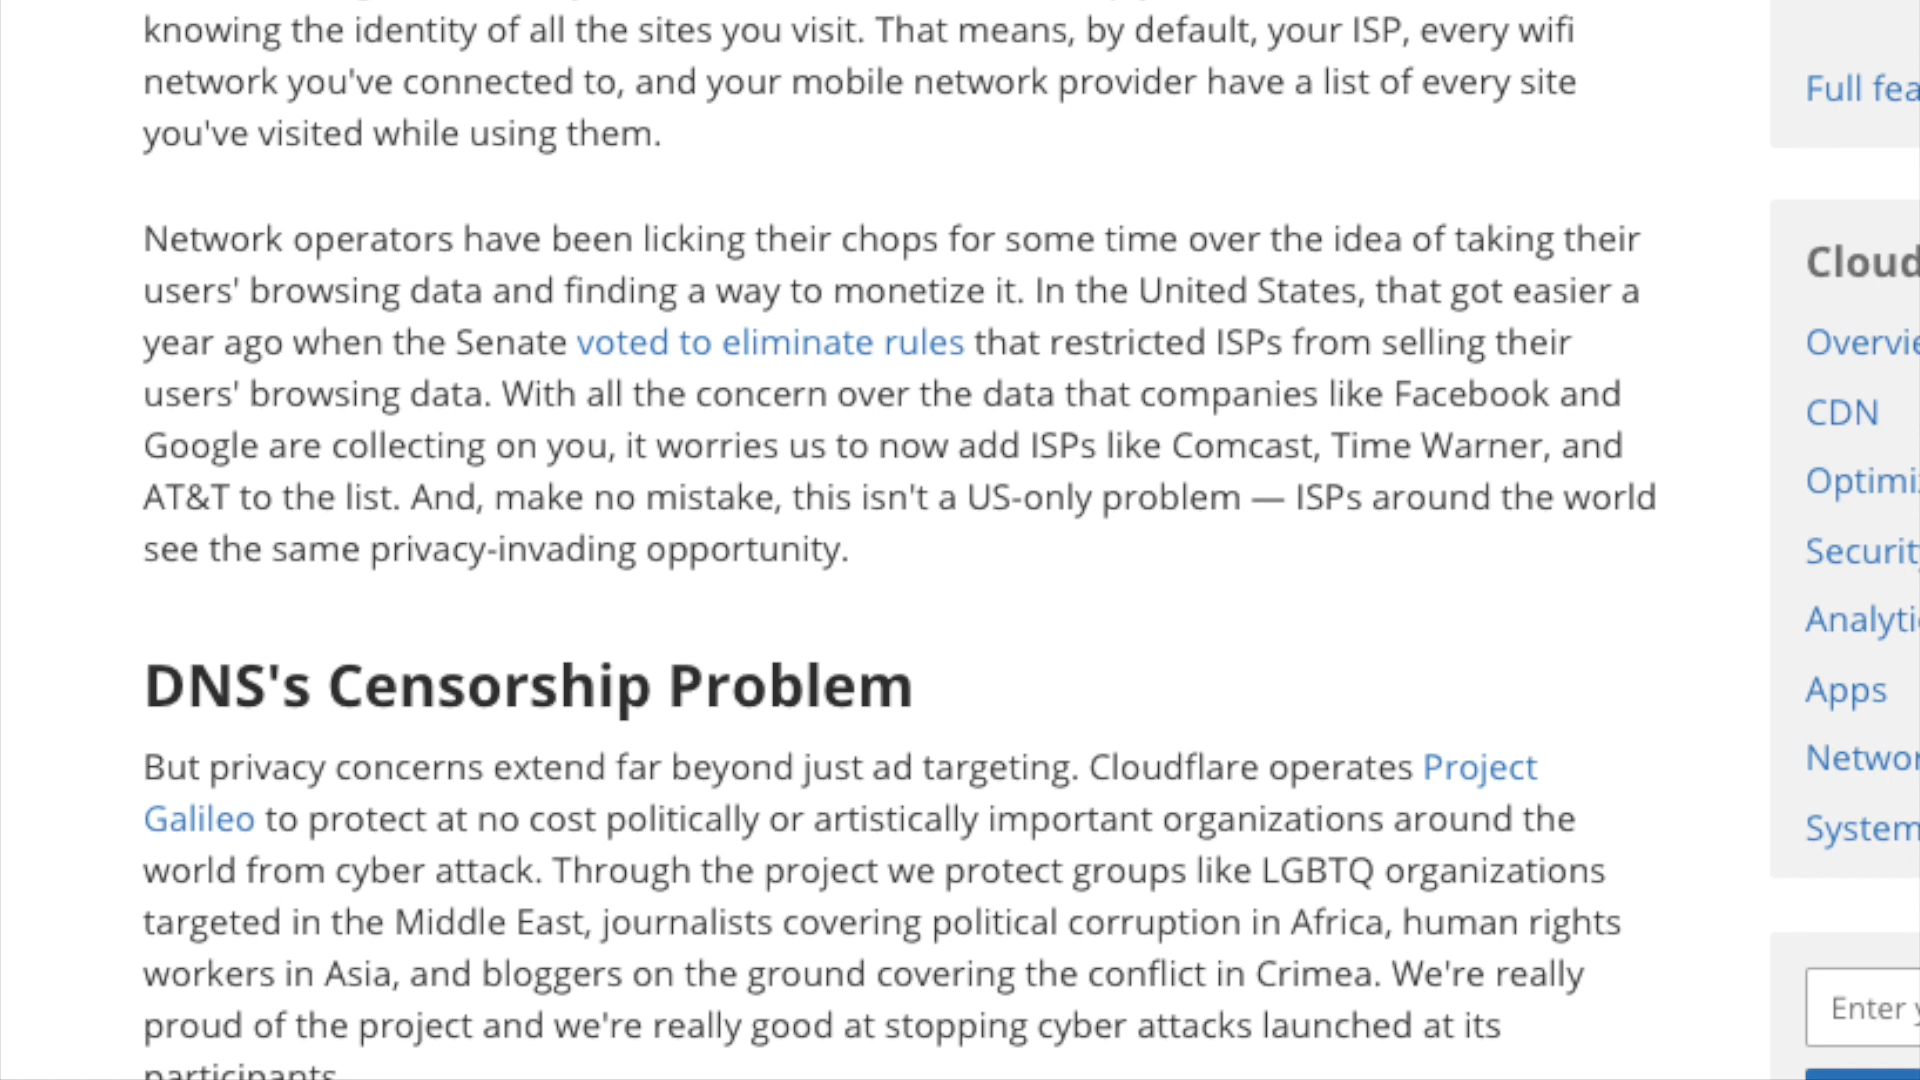 knowing the identity of all the sites you visit. That means, by default, your ISP, every wifi
network you've connected to, and your mobile network provider have a list of every site
you've visited while using them.
Network operators have been licking their chops for some time over the idea of taking their
users' browsing data and finding a way to monetize it. In the United States, that got easier a
year ago when the Senate voted to eliminate rules that restricted ISPs from selling their
users' browsing data. With all the concern over the data that companies like Facebook and
Google are collecting on you, it worries us to now add ISPs like Comcast, Time Warner, and
AT&T to the list. And, make no mistake, this isn't a US-only problem — ISPs around the world
see the same privacy-invading opportunity.
DNS's Censorship Problem
But privacy concerns extend far beyond just ad targeting. Cloudflare operates Project
Galileo to protect at no cost politically or artistically important organizations around the
world from cyber attack. Through the project we protect groups like LGBTQ organizations
targeted in the Middle East, journalists covering political corruption in Africa, human rights
workers in Asia, and bloggers on the ground covering the conflict in Crimea. We're really
proud of the project and we're really good at stopping cyber attacks launched at its
participants.
Full fea
Cloud
Overvie
CDN
Optimi
Securit
Analyti
Apps
Networ
System
Enter y